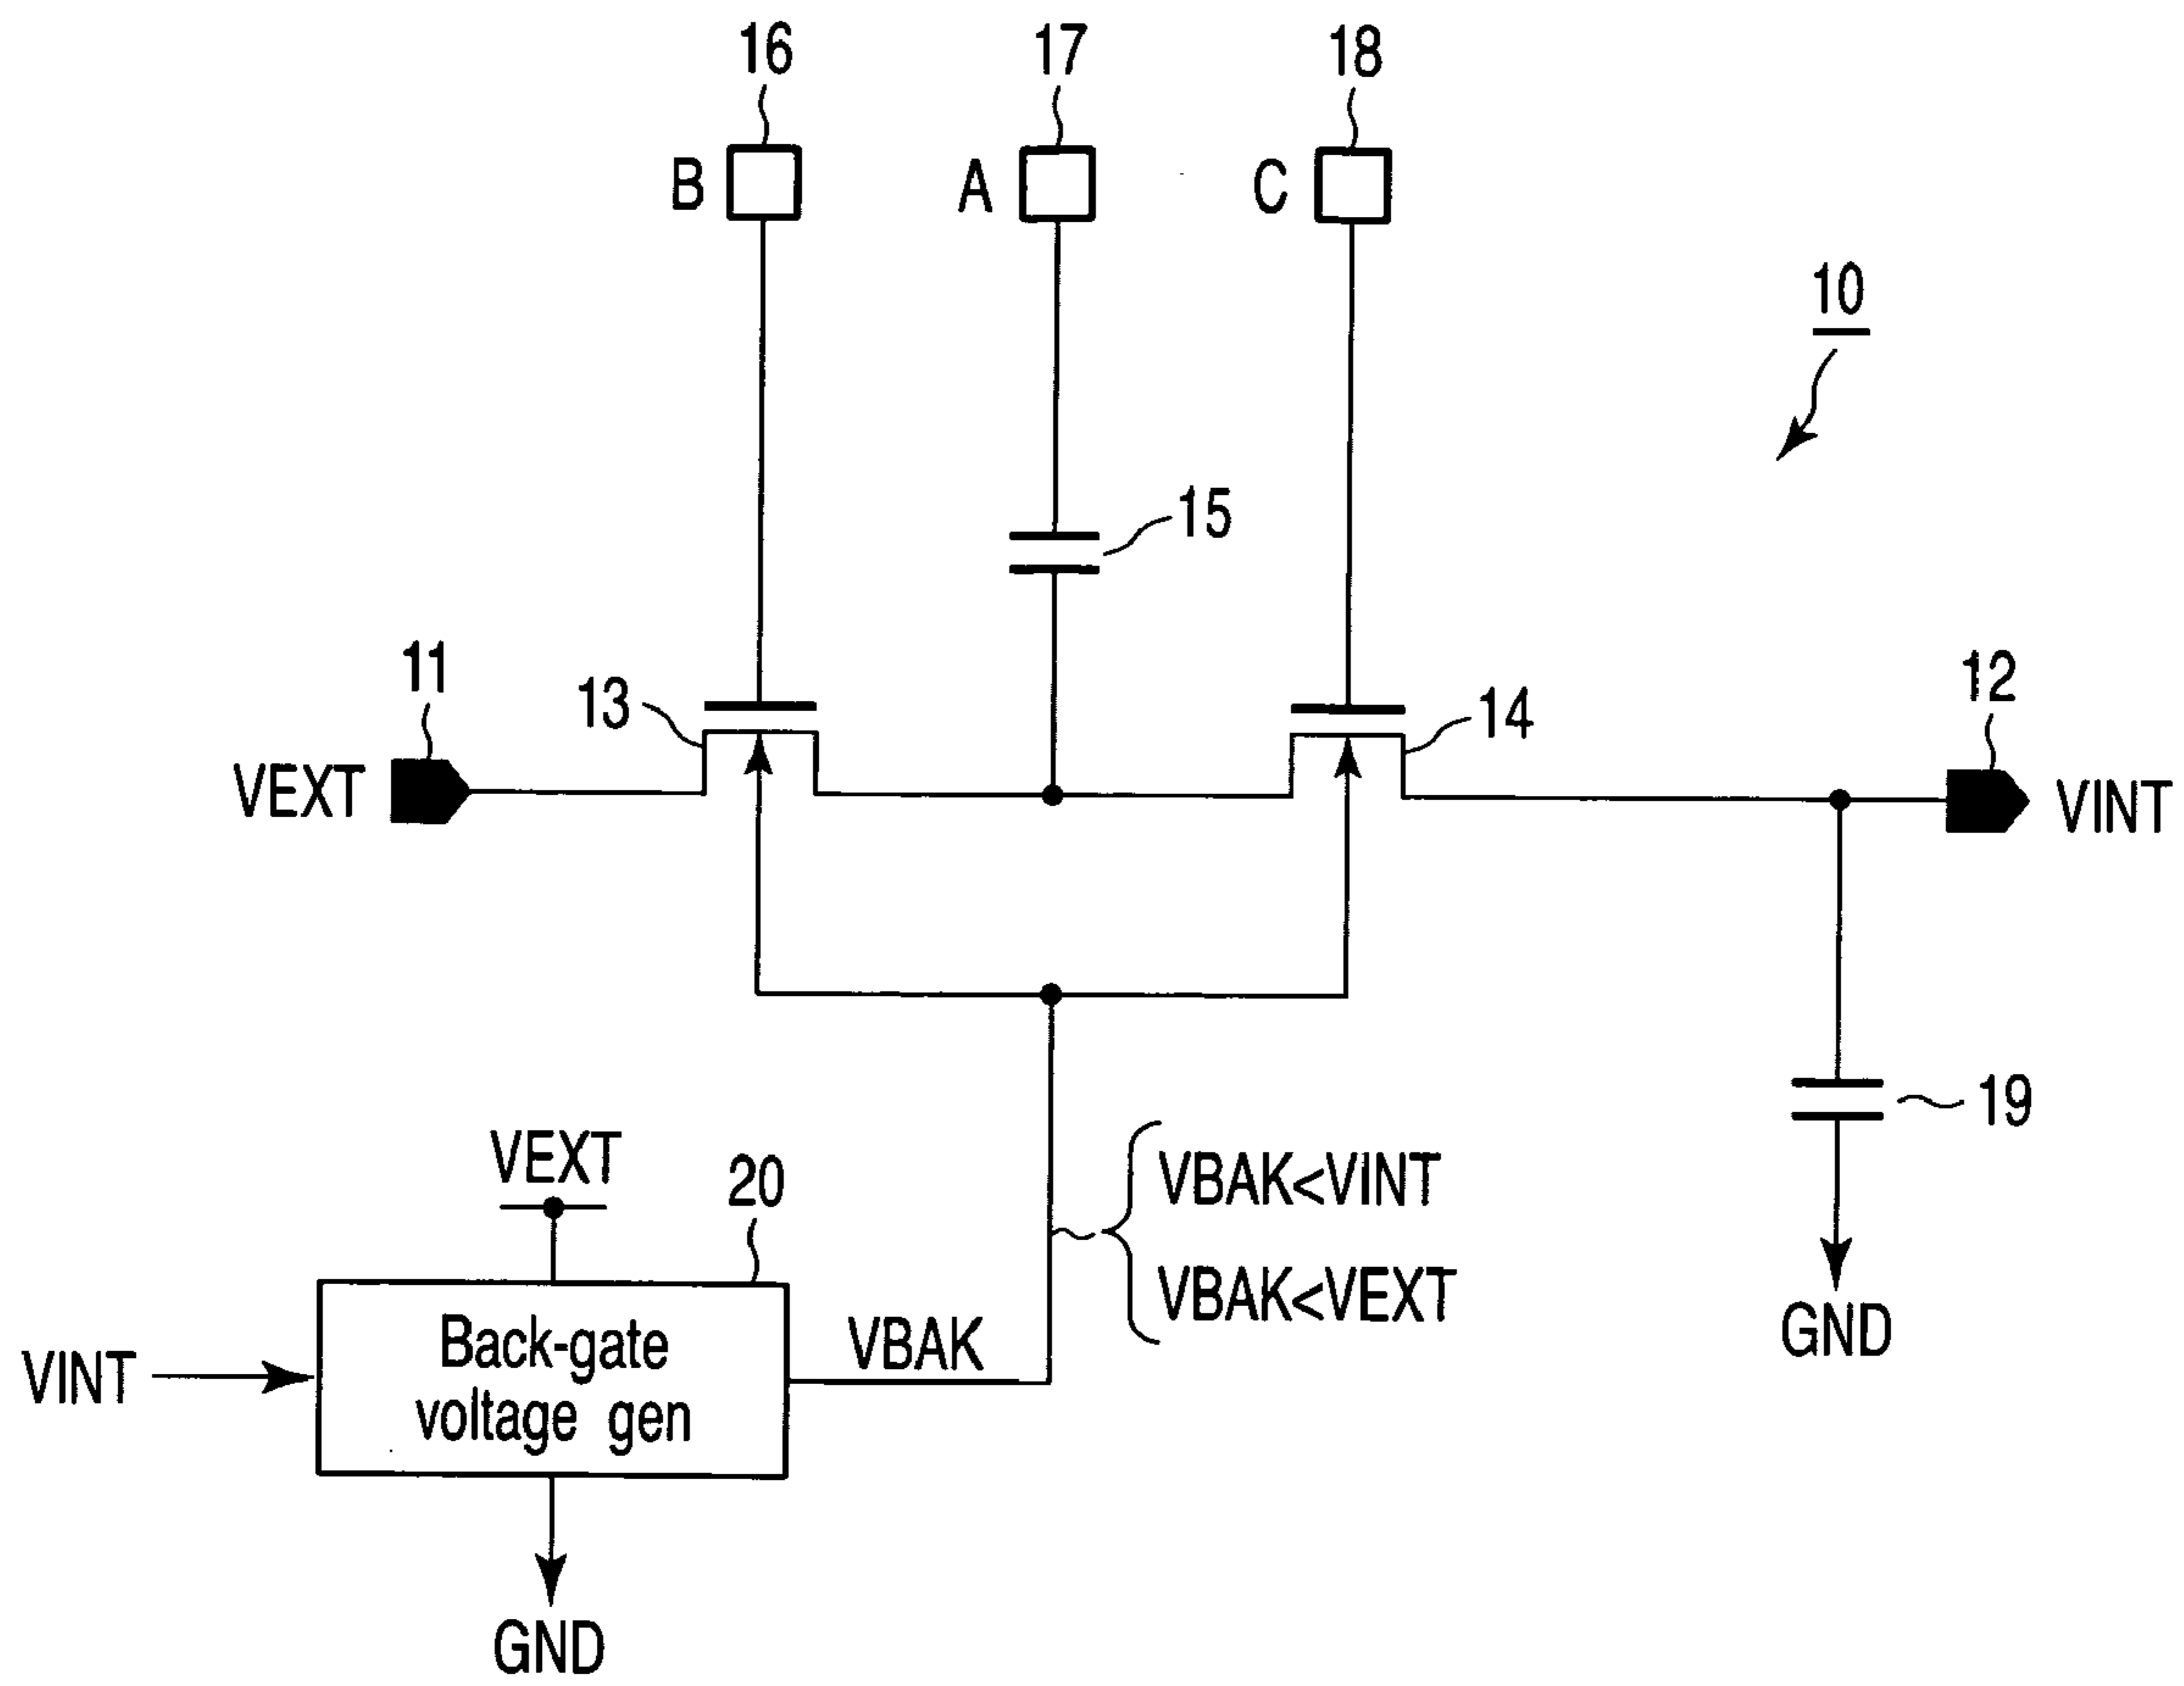 16
17
18
B
A
C
10
15
11
13
14
12
VEXT
VINT
VEXT
20
VBAK<VINT
19
VBAK<VEXT
GND
VINT
Back-gate
voltage gen
VBAK
GND